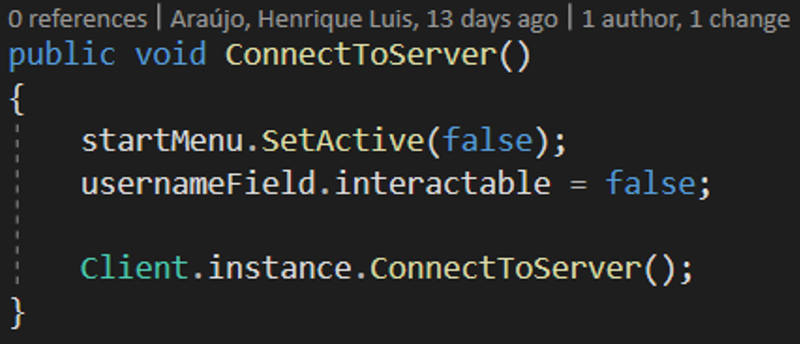 0 references | Araújo, Henrique Luis, 13 days ago | 1 author, 1 change
public void ConnectToServer()
{
    startMenu.SetActive(false);
    usernameField.interactable = false;

    Client.instance.ConnectToServer();
}